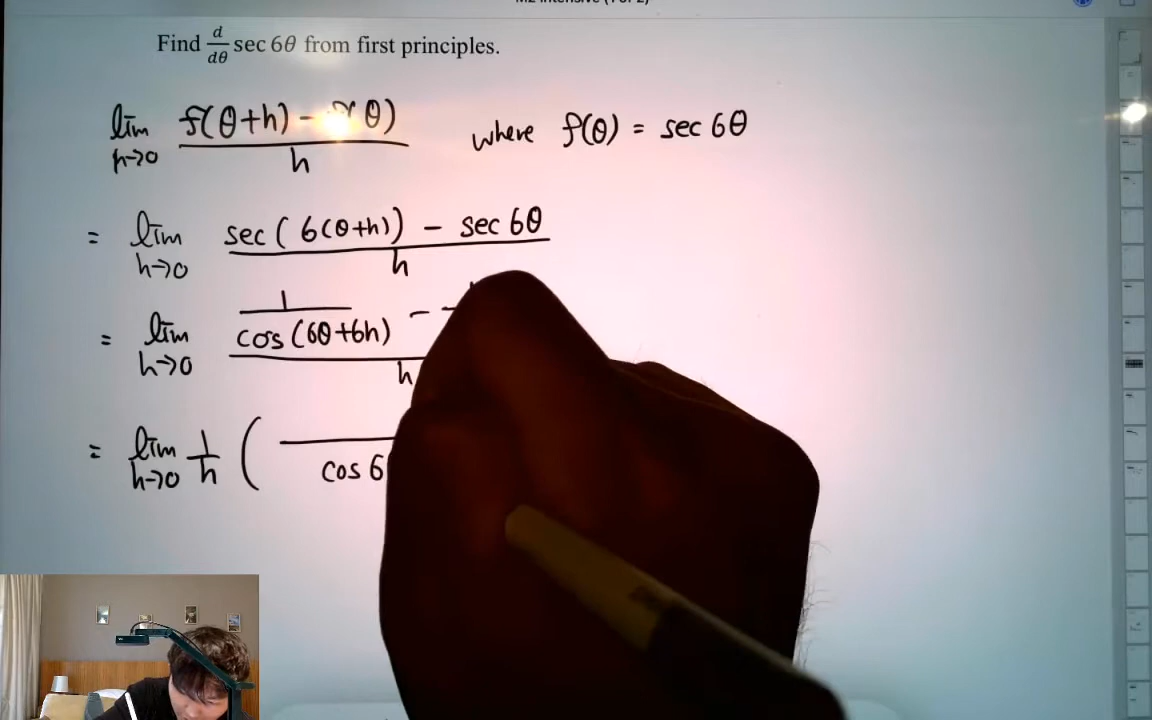 Find d/dθ sec 6θ from first principles.
lim h→0 f(θ+h) - f(θ) / h where f(θ) = sec 6θ
= lim h→0 sec(6(θ+h)) - sec 6θ / h
= lim h→0 1 / cos(6θ+6h) - / h
= lim h→0 1/h ( cos 6